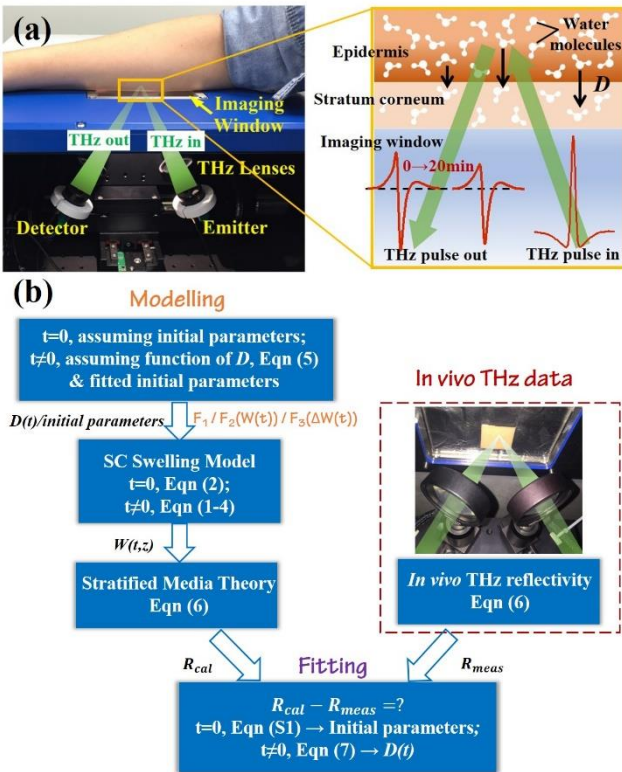 (a)
Imaging
Window
THz out
THz in
THz Lenses
Detector
Emitter
Water
molecules
Epidermis
D
Stratum corneum
Imaging window
0→20min
THz pulse out
THz pulse in
(b)
Modelling
t=0, assuming initial parameters;
t≠0, assuming function of D, Eqn (5)
& fitted initial parameters
D(t)/initial parameters
F₁ / F₂(W(t)) / F₃(ΔW(t))
SC Swelling Model
t=0, Eqn (2);
t≠0, Eqn (1-4)
W(t,z)
Stratified Media Theory
Eqn (6)
In vivo THz data
In vivo THz reflectivity
Eqn (6)
R_cal
Fitting
R_meas
R_cal − R_meas =?
t=0, Eqn (S1) → Initial parameters;
t≠0, Eqn (7) → D(t)